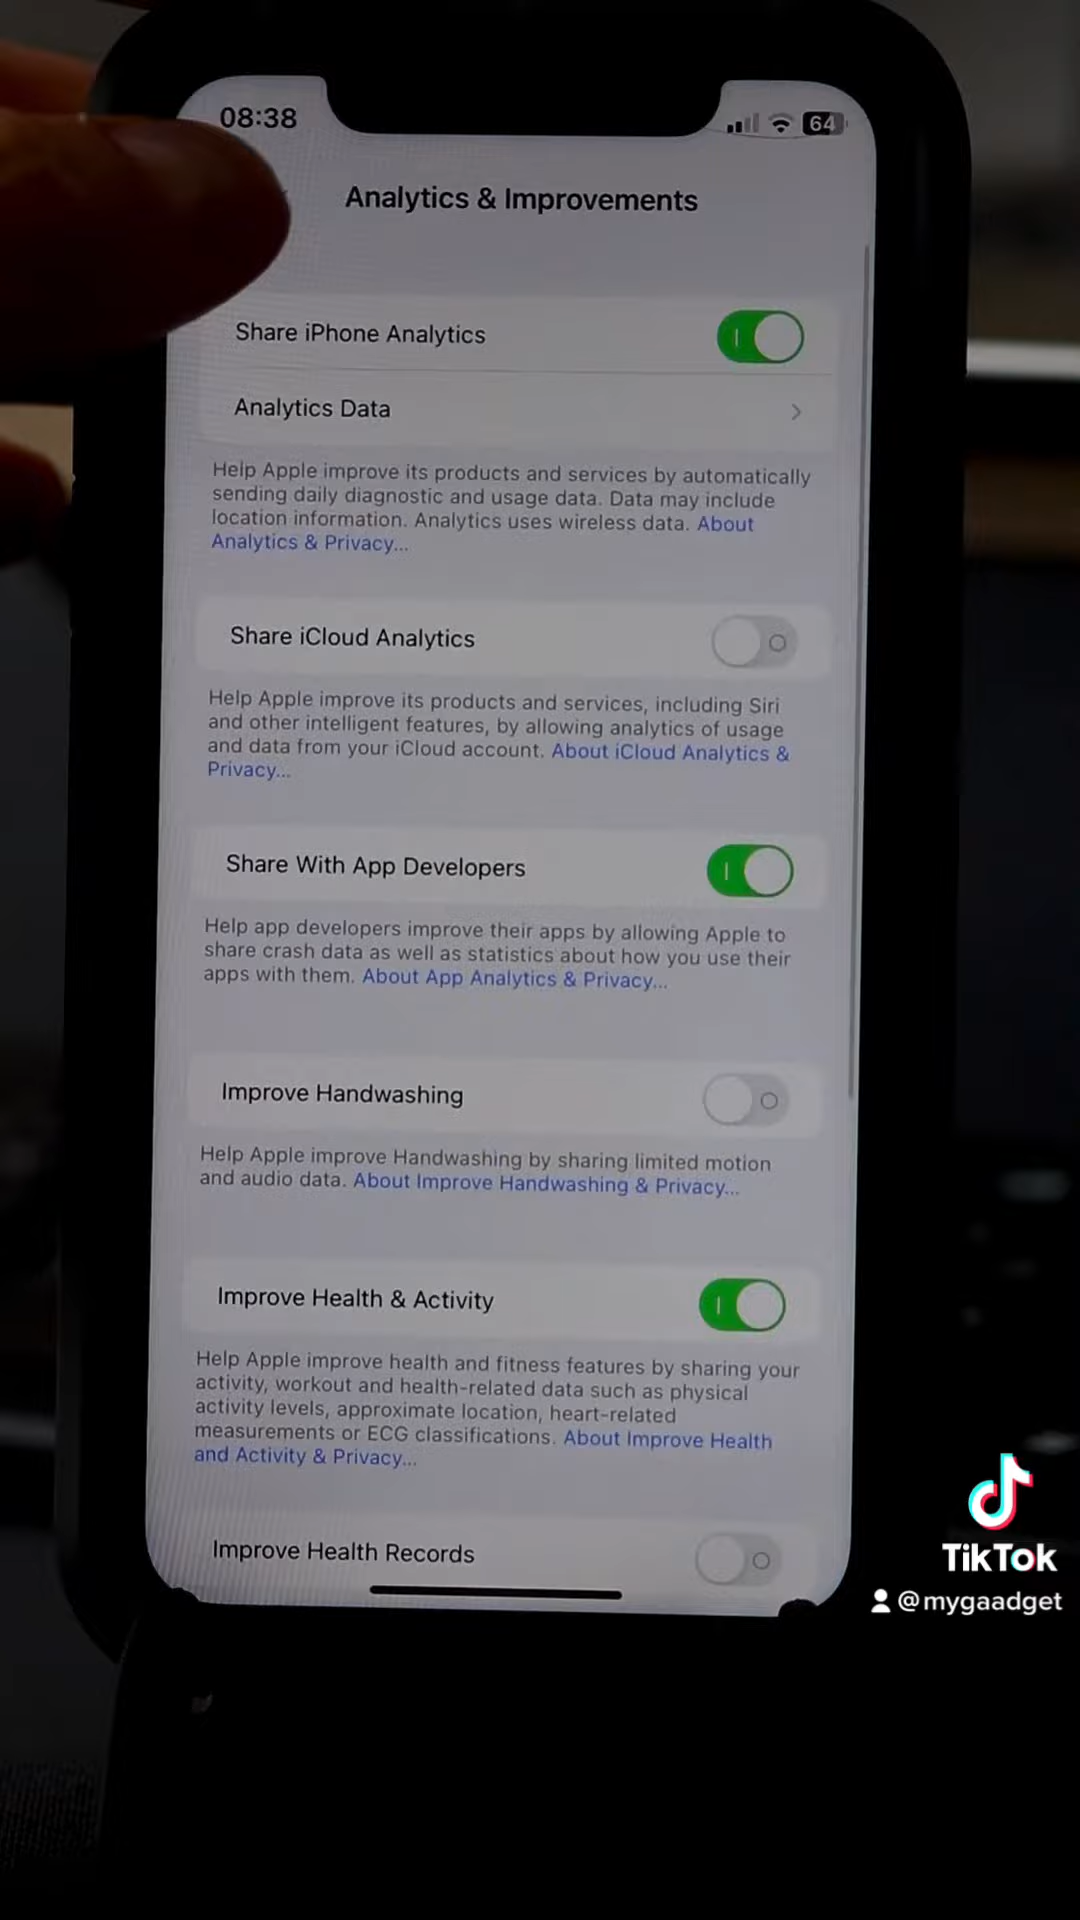 08:38
64
Analytics & Improvements
Share iPhone Analytics
Analytics Data
Help Apple improve its products and services by automatically
sending daily diagnostic and usage data. Data may include
location information. Analytics uses wireless data. About
Analytics & Privacy...
Share iCloud Analytics
Help Apple improve its products and services, including Siri
and other intelligent features, by allowing analytics of usage
and data from your iCloud account. About iCloud Analytics &
Privacy...
Share With App Developers
Help app developers improve their apps by allowing Apple to
share crash data as well as statistics about how you use their
apps with them. About App Analytics & Privacy...
Improve Handwashing
Help Apple improve Handwashing by sharing limited motion
and audio data. About Improve Handwashing & Privacy...
Improve Health & Activity
Help Apple improve health and fitness features by sharing your
activity, workout and health-related data such as physical
activity levels, approximate location, heart-related
measurements or ECG classifications. About Improve Health
and Activity & Privacy...
Improve Health Records
TikTok
@mygaadget